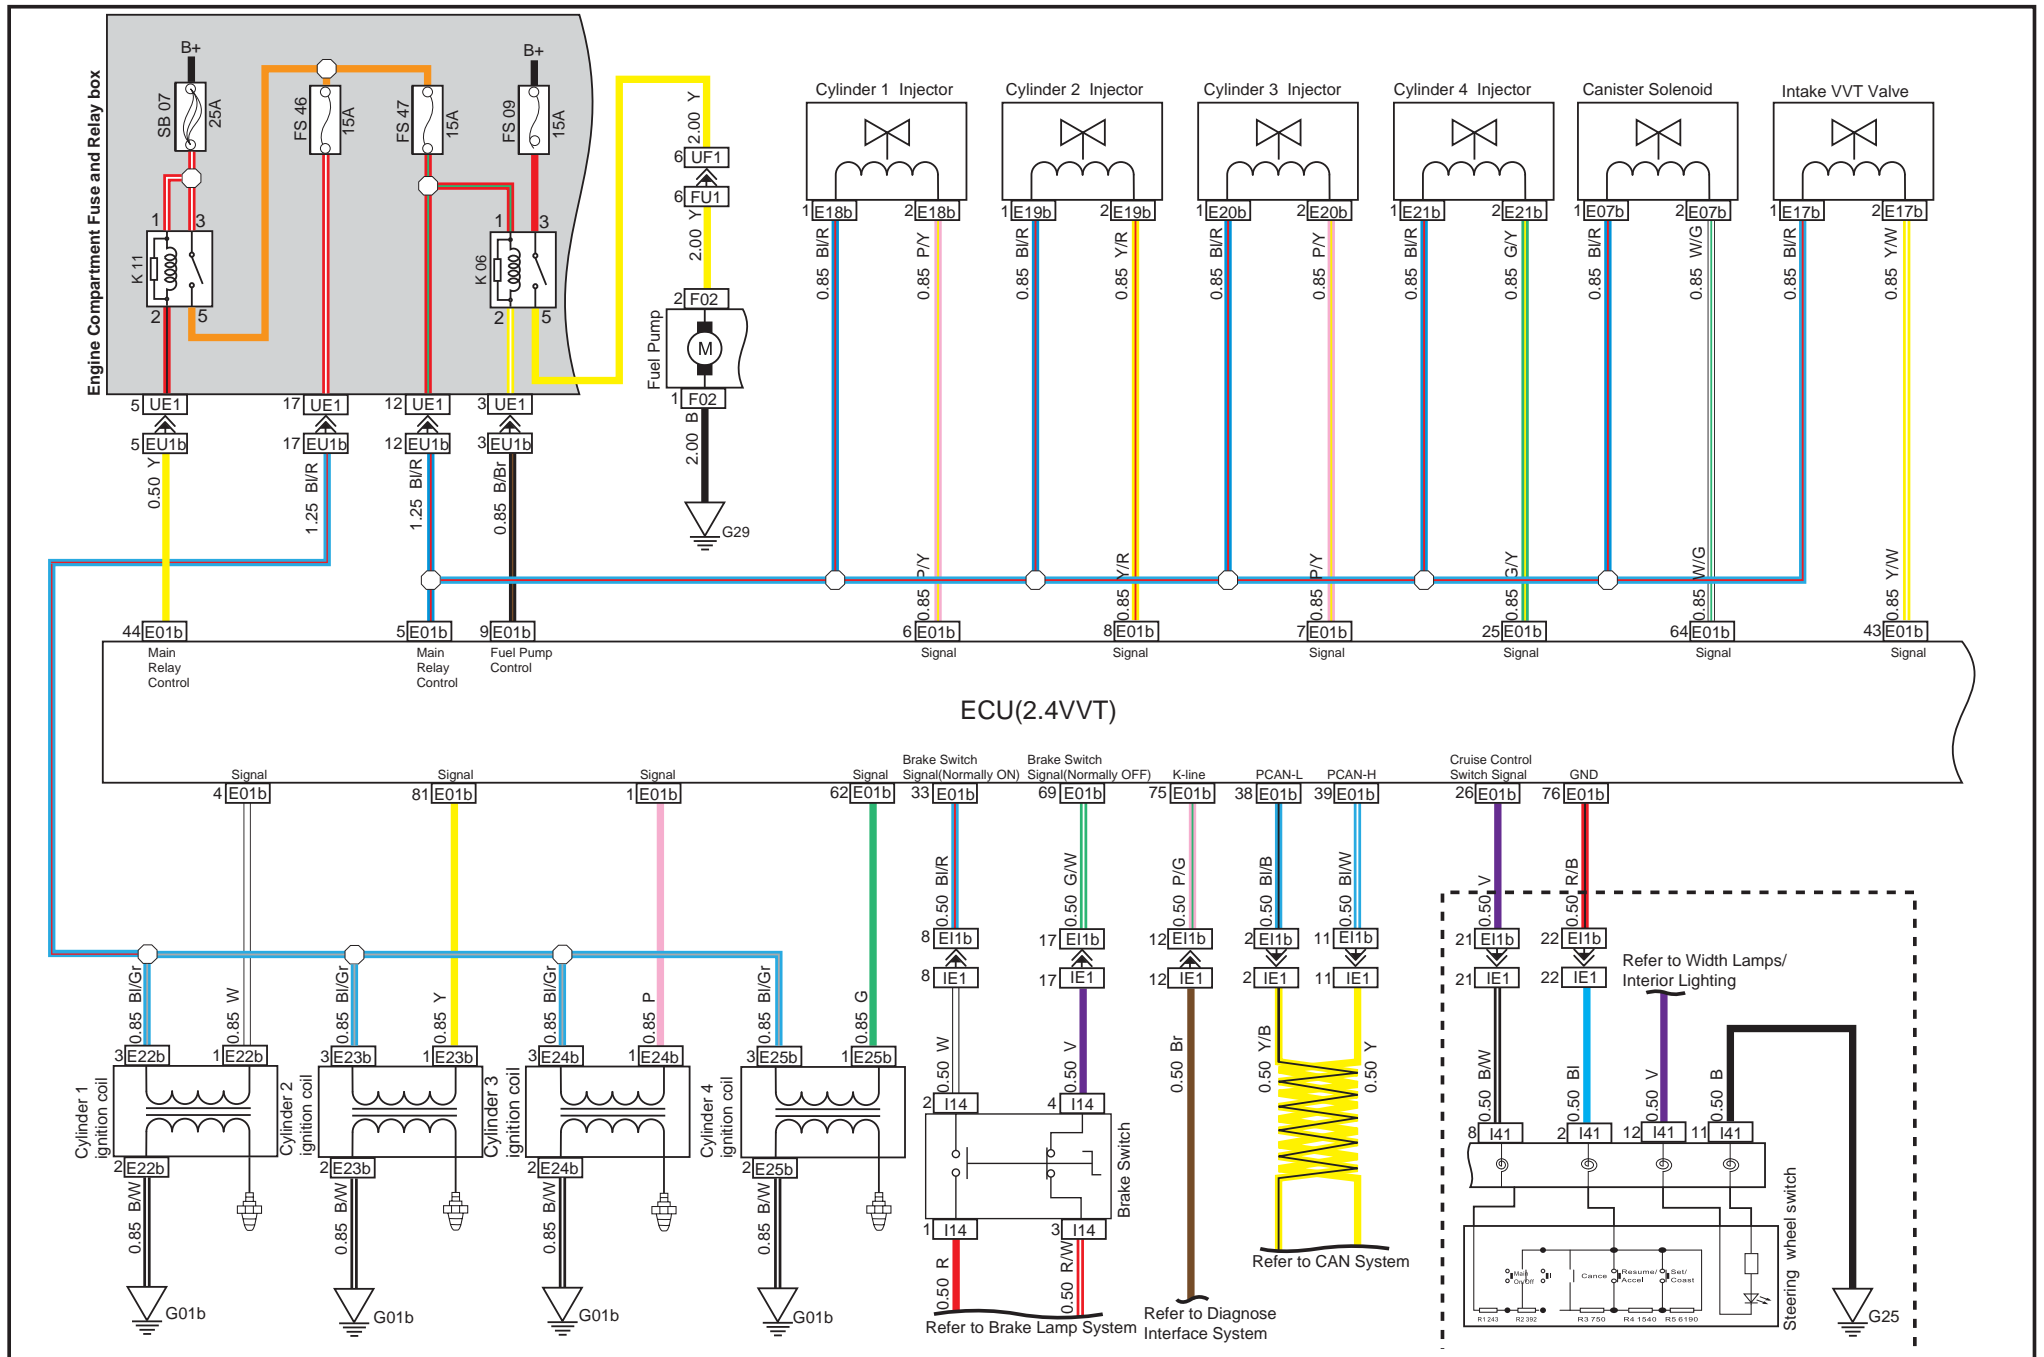 Engine Compartment Fuse and Relay box
B+
SB 07
25A
FS 46
15A
FS 47
15A
B+
FS 09
15A
1 3
K 11
2 5
1 3
K 06
2 5
5 UE1
17 UE1
12 UE1
3 UE1
5 EU1b
17 EU1b
12 EU1b
3 EU1b
0.50 Y
1.25 Bl/R
1.25 Bl/R
0.85 B/Br
2.00 Y
6 UF1
6 FU1
2.00 Y
2 F02
Fuel Pump
M
1 F02
2.00 B
G29
Cylinder 1 Injector
Cylinder 2 Injector
Cylinder 3 Injector
Cylinder 4 Injector
Canister Solenoid
Intake VVT Valve
1 E18b
2 E18b
1 E19b
2 E19b
1 E20b
2 E20b
1 E21b
2 E21b
1 E07b
2 E07b
1 E17b
2 E17b
0.85 Bl/R
0.85 P/Y
0.85 Bl/R
0.85 Y/R
0.85 Bl/R
0.85 P/Y
0.85 Bl/R
0.85 G/Y
0.85 Bl/R
0.85 W/G
0.85 Bl/R
0.85 Y/W
0.85 P/Y
0.85 Y/R
0.85 P/Y
0.85 G/Y
0.85 W/G
0.85 Y/W
44 E01b
5 E01b
9 E01b
6 E01b
8 E01b
7 E01b
25 E01b
64 E01b
43 E01b
Main
Relay
Control
Main
Relay
Control
Fuel Pump
Control
Signal
Signal
Signal
Signal
Signal
Signal
ECU(2.4VVT)
Signal
Signal
Signal
Signal
Brake Switch
Signal(Normally ON)
Brake Switch
Signal(Normally OFF)
K-line
PCAN-L
PCAN-H
Cruise Control
Switch Signal
GND
4 E01b
81 E01b
1 E01b
62 E01b
33 E01b
69 E01b
75 E01b
38 E01b
39 E01b
26 E01b
76 E01b
0.50 Bl/R
0.50 G/W
0.50 P/G
0.50 Bl/B
0.50 Bl/W
0.50 V
0.50 R/B
8 EI1b
17 EI1b
12 EI1b
2 EI1b
11 EI1b
21 EI1b
22 EI1b
8 IE1
17 IE1
12 IE1
2 IE1
11 IE1
21 IE1
22 IE1
Refer to Width Lamps/
Interior Lighting
0.85 Bl/Gr
0.85 W
0.85 Bl/Gr
0.85 Y
0.85 Bl/Gr
0.85 P
0.85 Bl/Gr
0.85 G
0.50 W
0.50 V
0.50 Br
0.50 Y/B
0.50 Y
0.50 B/W
0.50 Bl
0.50 V
0.50 B
3 E22b
1 E22b
3 E23b
1 E23b
3 E24b
1 E24b
3 E25b
1 E25b
Cylinder 1
ignition coil
Cylinder 2
ignition coil
Cylinder 3
ignition coil
Cylinder 4
ignition coil
2 E22b
2 E23b
2 E24b
2 E25b
0.85 B/W
0.85 B/W
0.85 B/W
0.85 B/W
G01b
G01b
G01b
G01b
2 I14
4 I14
Brake Switch
1 I14
3 I14
0.50 R
0.50 R/W
Refer to Brake Lamp System
Refer to Diagnose
Interface System
Refer to CAN System
8 I41
2 I41
12 I41
11 I41
Main
On/Off
Cance
Resume/
Accel
Set/
Coast
R1 243
R2 392
R3 750
R4 1540
R5 6190
Steering wheel switch
G25